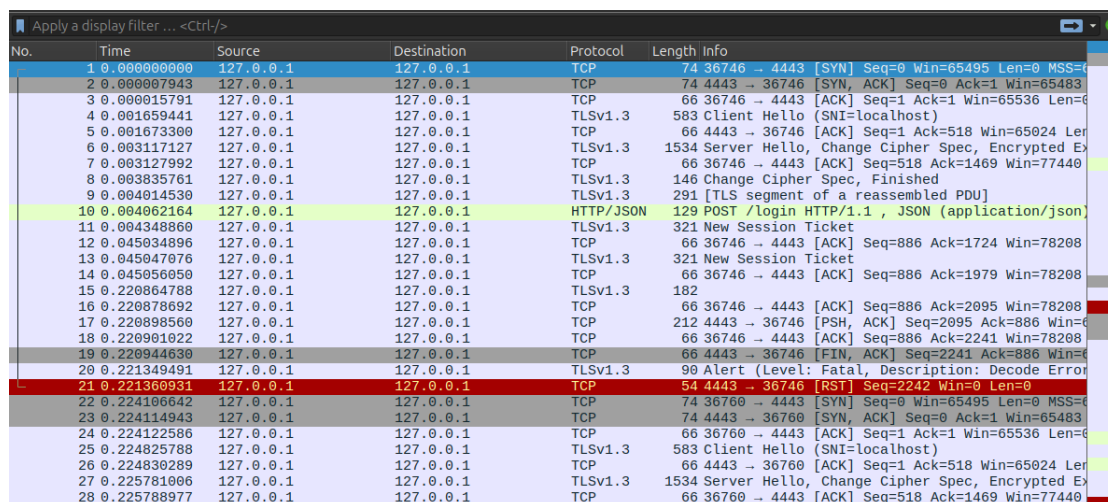 Apply a display filter … <Ctrl-/>
No. Time Source Destination Protocol Length Info
1 0.000000000 127.0.0.1 127.0.0.1 TCP 74 36746 → 4443 [SYN] Seq=0 Win=65495 Len=0 MSS=6
2 0.000007943 127.0.0.1 127.0.0.1 TCP 74 4443 → 36746 [SYN, ACK] Seq=0 Ack=1 Win=65483
3 0.000015791 127.0.0.1 127.0.0.1 TCP 66 36746 → 4443 [ACK] Seq=1 Ack=1 Win=65536 Len=0
4 0.001659441 127.0.0.1 127.0.0.1 TLSv1.3 583 Client Hello (SNI=localhost)
5 0.001673300 127.0.0.1 127.0.0.1 TCP 66 4443 → 36746 [ACK] Seq=1 Ack=518 Win=65024 Len
6 0.003117127 127.0.0.1 127.0.0.1 TLSv1.3 1534 Server Hello, Change Cipher Spec, Encrypted Ex
7 0.003127992 127.0.0.1 127.0.0.1 TCP 66 36746 → 4443 [ACK] Seq=518 Ack=1469 Win=77440
8 0.003835761 127.0.0.1 127.0.0.1 TLSv1.3 146 Change Cipher Spec, Finished
9 0.004014530 127.0.0.1 127.0.0.1 TLSv1.3 291 [TLS segment of a reassembled PDU]
10 0.004062164 127.0.0.1 127.0.0.1 HTTP/JSON 129 POST /login HTTP/1.1 , JSON (application/json)
11 0.004348860 127.0.0.1 127.0.0.1 TLSv1.3 321 New Session Ticket
12 0.045034896 127.0.0.1 127.0.0.1 TCP 66 36746 → 4443 [ACK] Seq=886 Ack=1724 Win=78208
13 0.045047076 127.0.0.1 127.0.0.1 TLSv1.3 321 New Session Ticket
14 0.045056050 127.0.0.1 127.0.0.1 TCP 66 36746 → 4443 [ACK] Seq=886 Ack=1979 Win=78208
15 0.220864788 127.0.0.1 127.0.0.1 TLSv1.3 182
16 0.220878692 127.0.0.1 127.0.0.1 TCP 66 36746 → 4443 [ACK] Seq=886 Ack=2095 Win=78208
17 0.220898560 127.0.0.1 127.0.0.1 TCP 212 4443 → 36746 [PSH, ACK] Seq=2095 Ack=886 Win=6
18 0.220901022 127.0.0.1 127.0.0.1 TCP 66 36746 → 4443 [ACK] Seq=886 Ack=2241 Win=78208
19 0.220944630 127.0.0.1 127.0.0.1 TCP 66 4443 → 36746 [FIN, ACK] Seq=2241 Ack=886 Win=6
20 0.221349491 127.0.0.1 127.0.0.1 TLSv1.3 90 Alert (Level: Fatal, Description: Decode Error
21 0.221360931 127.0.0.1 127.0.0.1 TCP 54 4443 → 36746 [RST] Seq=2242 Win=0 Len=0
22 0.224106642 127.0.0.1 127.0.0.1 TCP 74 36760 → 4443 [SYN] Seq=0 Win=65495 Len=0 MSS=6
23 0.224114943 127.0.0.1 127.0.0.1 TCP 74 4443 → 36760 [SYN, ACK] Seq=0 Ack=1 Win=65483
24 0.224122586 127.0.0.1 127.0.0.1 TCP 66 36760 → 4443 [ACK] Seq=1 Ack=1 Win=65536 Len=0
25 0.224825788 127.0.0.1 127.0.0.1 TLSv1.3 583 Client Hello (SNI=localhost)
26 0.224830289 127.0.0.1 127.0.0.1 TCP 66 4443 → 36760 [ACK] Seq=1 Ack=518 Win=65024 Len
27 0.225781006 127.0.0.1 127.0.0.1 TLSv1.3 1534 Server Hello, Change Cipher Spec, Encrypted Ex
28 0.225788977 127.0.0.1 127.0.0.1 TCP 66 36760 → 4443 [ACK] Seq=518 Ack=1469 Win=77440